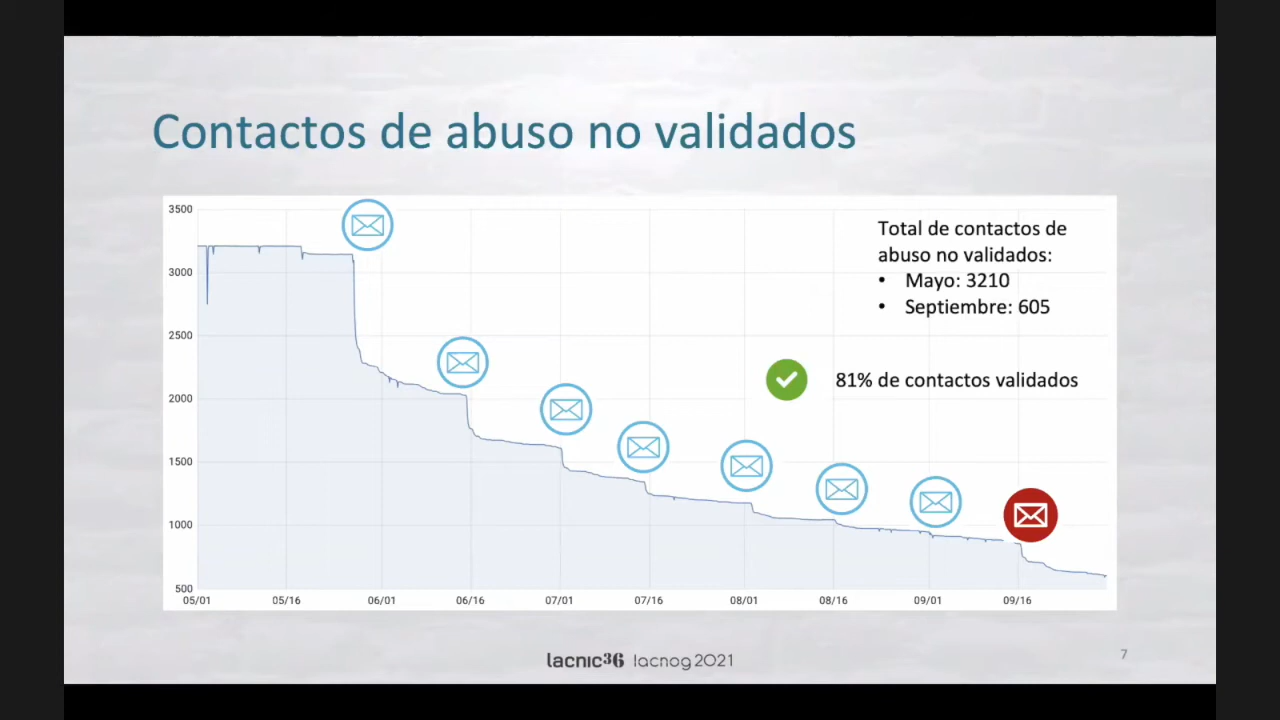 Contactos de abuso no validados
3500
3000
2500
2000
1500
1000
500
Total de contactos de
abuso no validados:
• Mayo: 3210
• Septiembre: 605
81% de contactos validados
05/01 05/16 06/01 06/16 07/01 07/16 08/01 08/16 09/01 09/16
lacnic36 lacnog2021
7